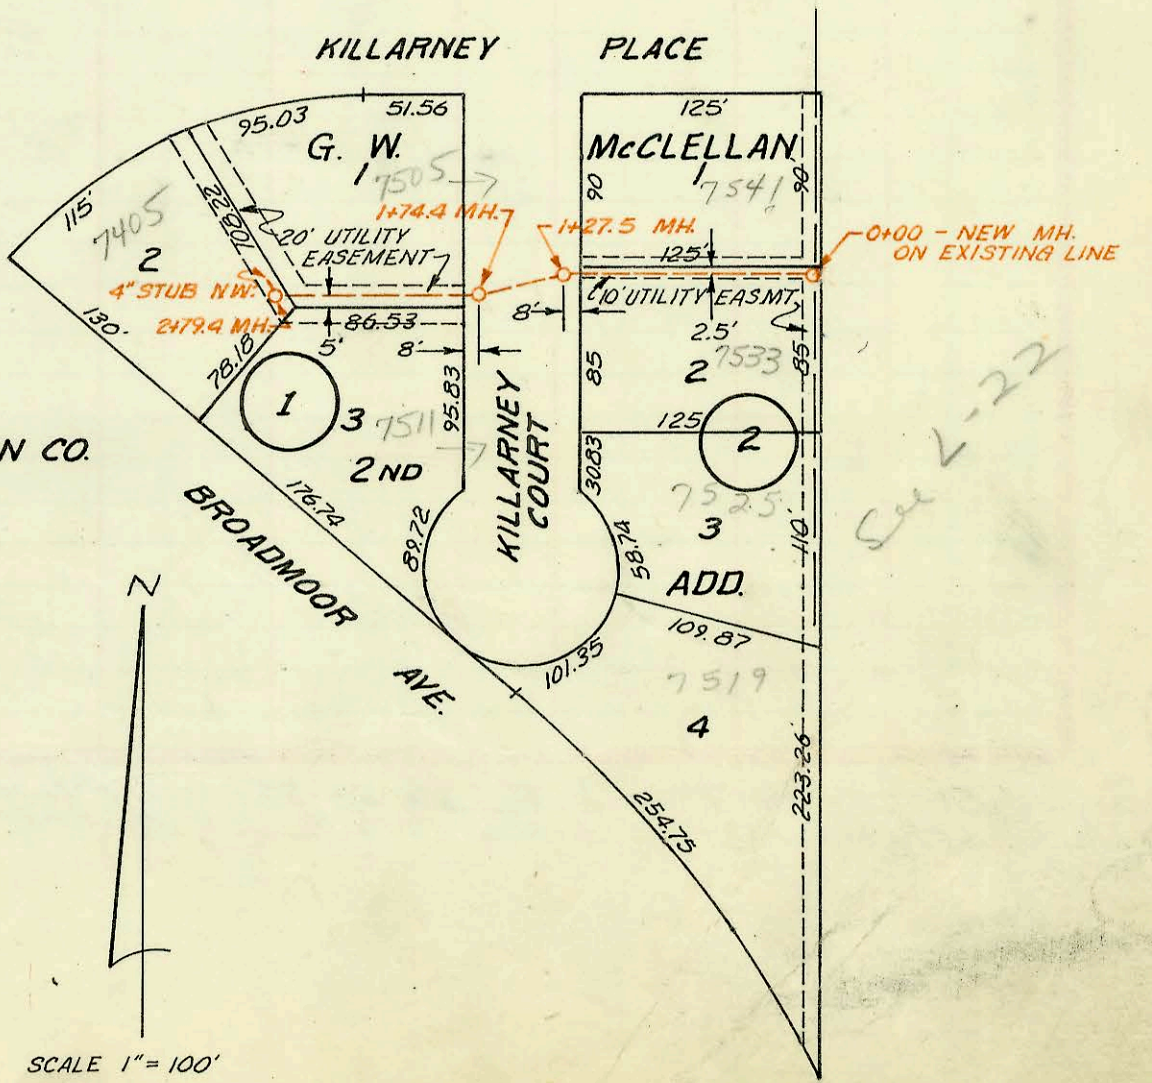 KILLARNEY PLACE
95.03
51.56
125'
G. W.
1
7505
McCLELLAN
1
7541
90
90'
115'
7405
2
108.22
20' UTILITY
EASEMENT
1+74.4 MH.
1+27.5 MH.
0+00 - NEW MH.
ON EXISTING LINE
125'
4" STUB NW.
2+79.4 MH.
10' UTILITY EASMT.
86.53
5'
8'
8'
2.5'
130.
78.18
1
3
7511
95.83
85
2
7533
85'
125
2
N CO.
2ND
KILLARNEY
COURT
30.83
7525
3
110'
See V-22
BROADMOOR
AVE.
176.74
89.72
58.74
ADD.
109.87
101.35
7519
4
223.26'
254.75
N
SCALE 1"= 100'